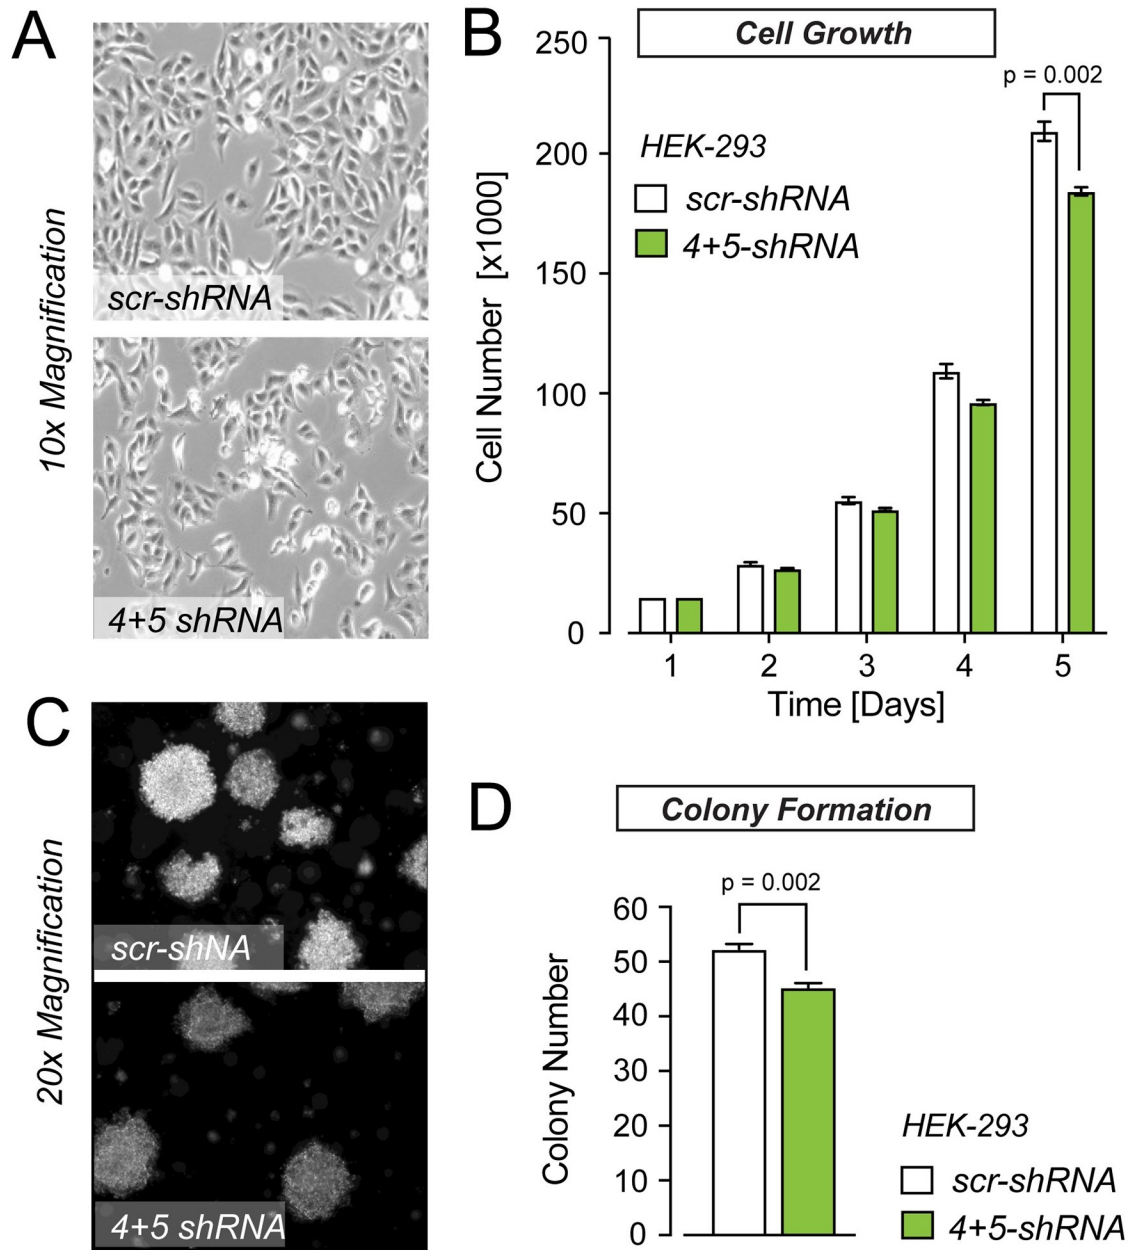 A
10x Magnification
scr-shRNA
4+5 shRNA
B
Cell Growth
p = 0.002
HEK-293
scr-shRNA
4+5-shRNA
Cell Number [x1000]
250
200
150
100
50
0
1 2 3 4 5
Time [Days]
C
20x Magnification
scr-shNA
4+5 shRNA
D
Colony Formation
p = 0.002
Colony Number
60
50
40
30
20
10
0
HEK-293
scr-shRNA
4+5-shRNA